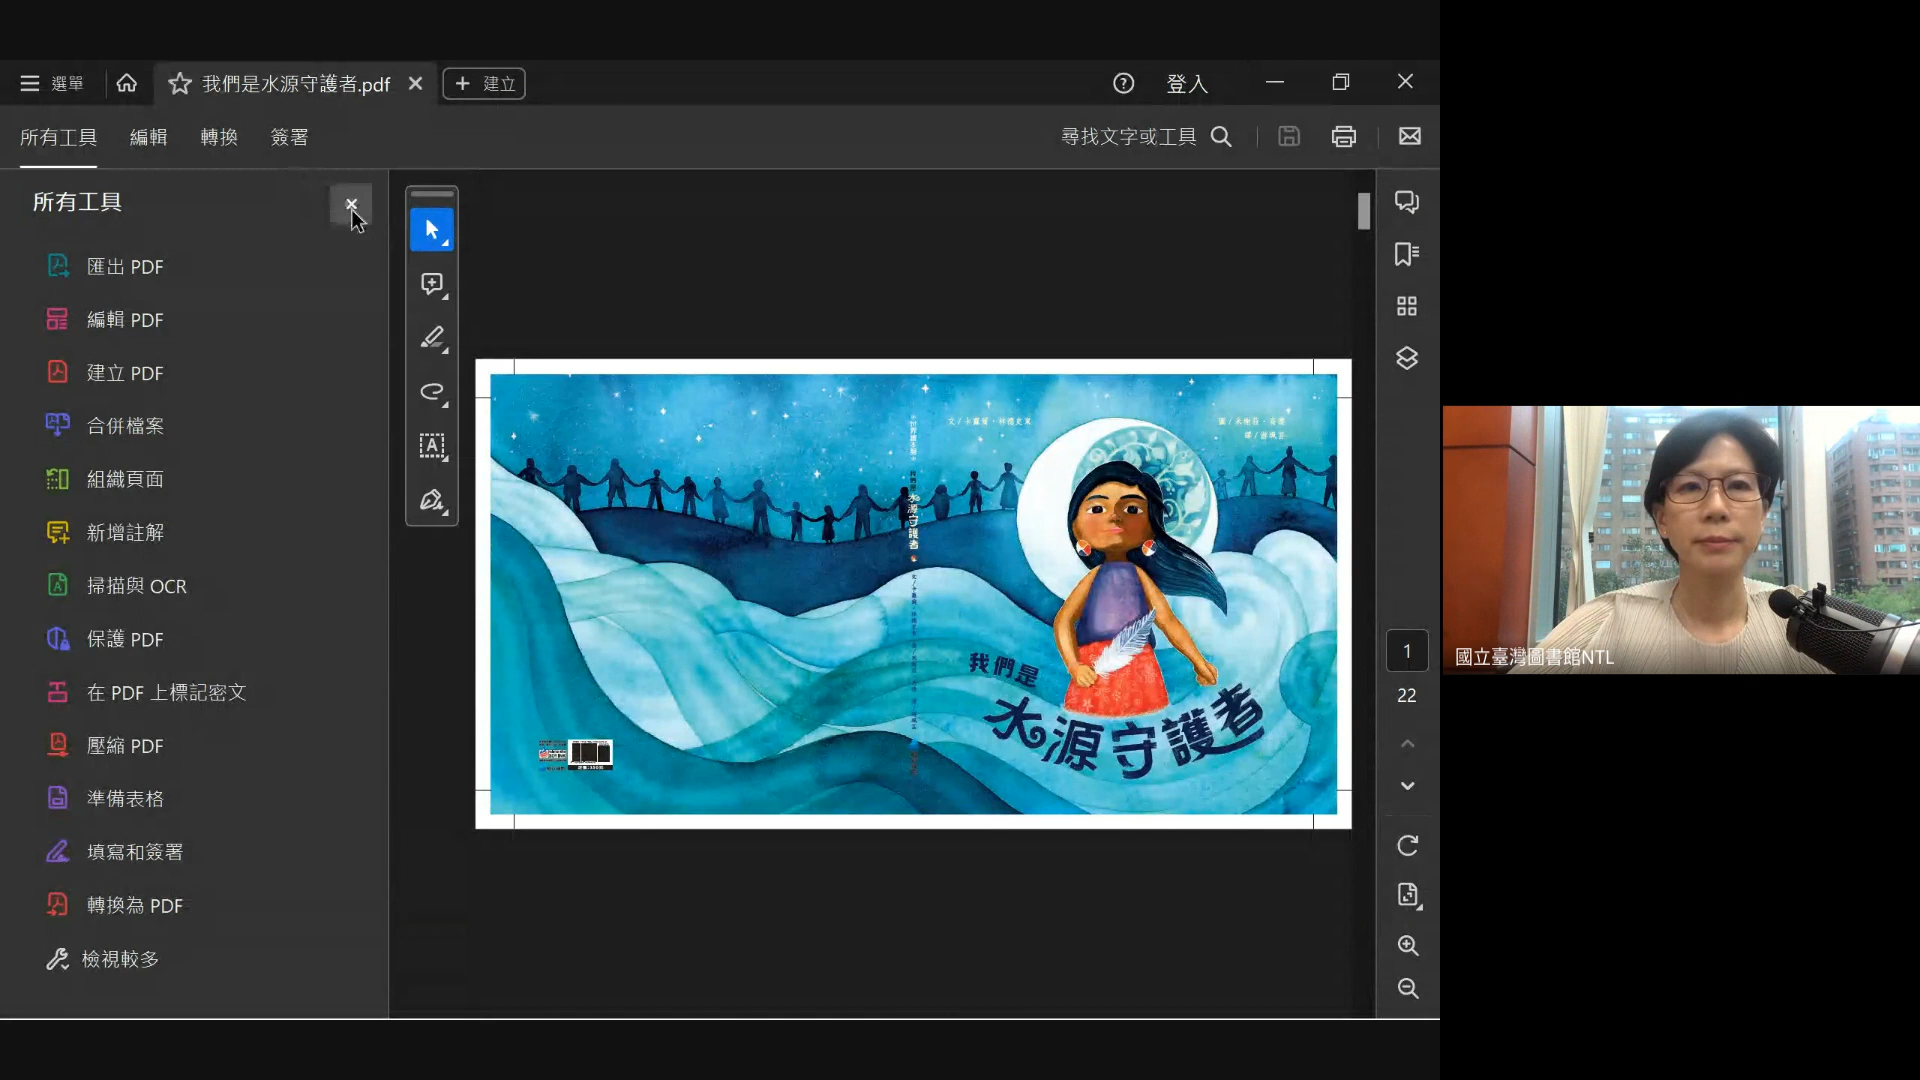 選單
我們是水源守護者.pdf
建立
登入
所有工具
編輯
轉換
簽署
尋找文字或工具
所有工具
匯出 PDF
編輯 PDF
建立 PDF
合併檔案
組織頁面
新增註解
掃描與 OCR
保護 PDF
在 PDF 上標記密文
壓縮 PDF
準備表格
填寫和簽署
轉換為 PDF
檢視較多
水源守護者
我們是
水源守護者
1
22
國立臺灣圖書館NTL